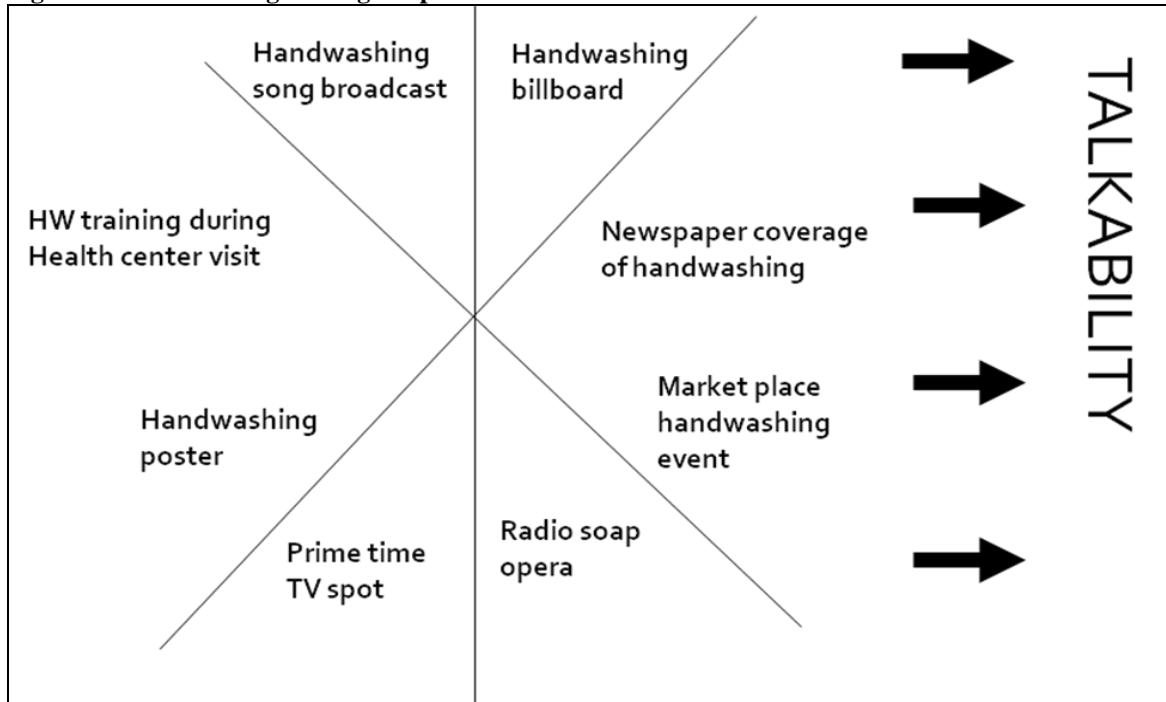 Handwashing
song broadcast
Handwashing
billboard
HW training during
Health center visit
Newspaper coverage
of handwashing
Handwashing
poster
Market place
handwashing
event
Prime time
TV spot
Radio soap
opera
TALKABILITY